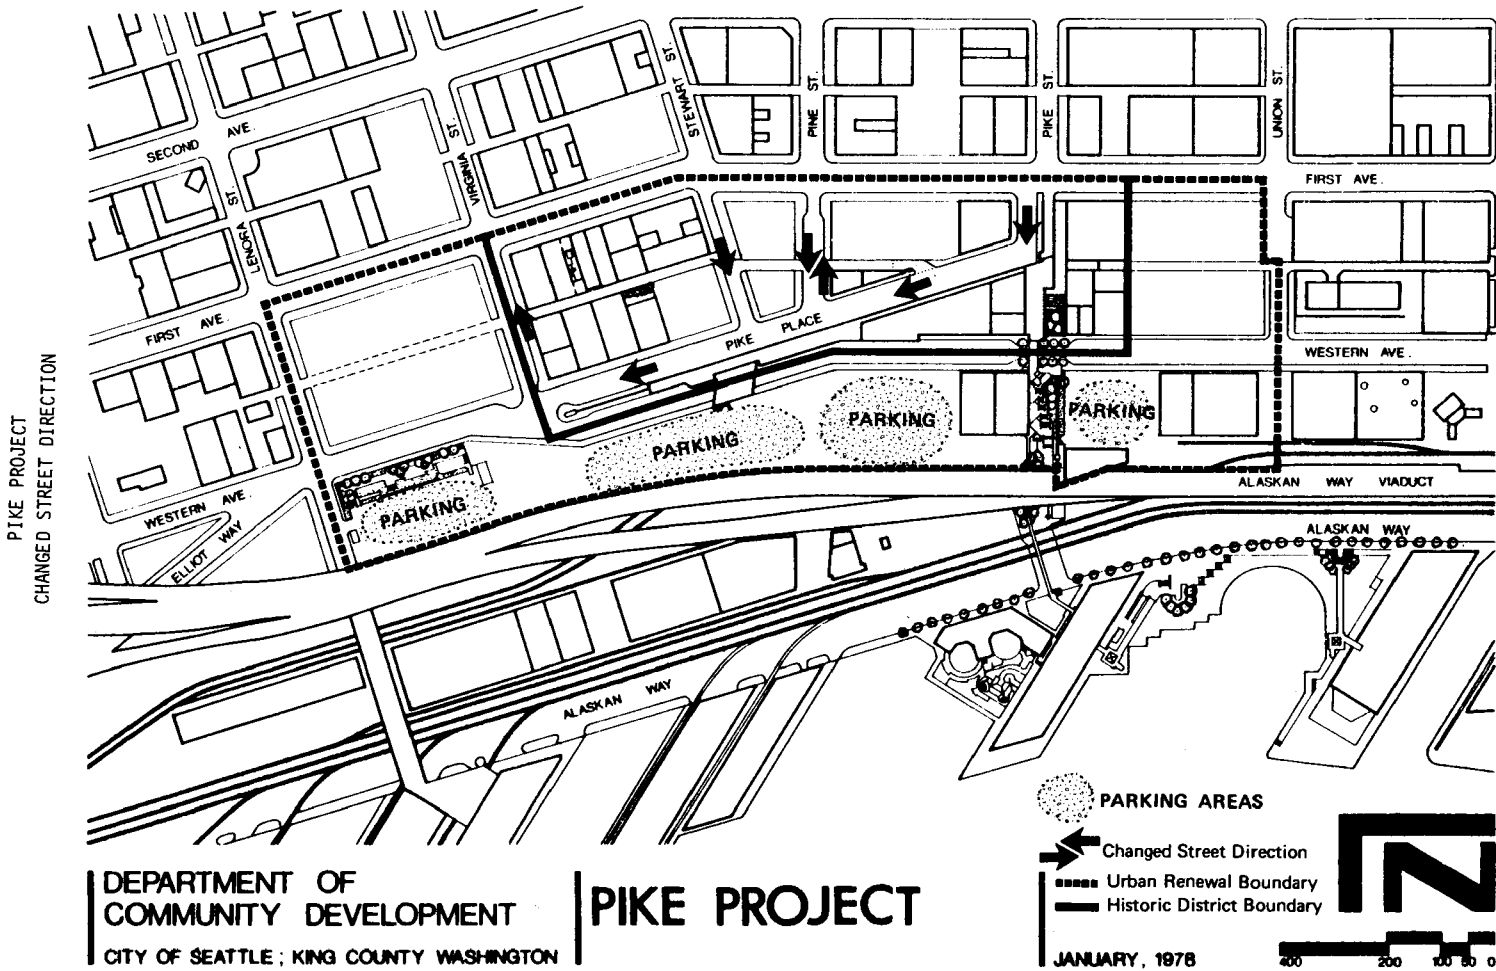 PIKE PROJECT
CHANGED STREET DIRECTION
SECOND AVE.
LENORA ST.
VIRGINIA ST.
STEWART ST.
PINE ST.
PIKE ST.
UNION ST.
FIRST AVE.
FIRST AVE.
PIKE PLACE
WESTERN AVE.
PARKING
PARKING
PARKING
PARKING
WESTERN AVE.
ELLIOT WAY
ALASKAN WAY VIADUCT
ALASKAN WAY
ALASKAN WAY
PARKING AREAS
Changed Street Direction
Urban Renewal Boundary
Historic District Boundary
DEPARTMENT OF
COMMUNITY DEVELOPMENT
CITY OF SEATTLE ; KING COUNTY WASHINGTON
PIKE PROJECT
JANUARY, 1978
N
400 200 100 50 0